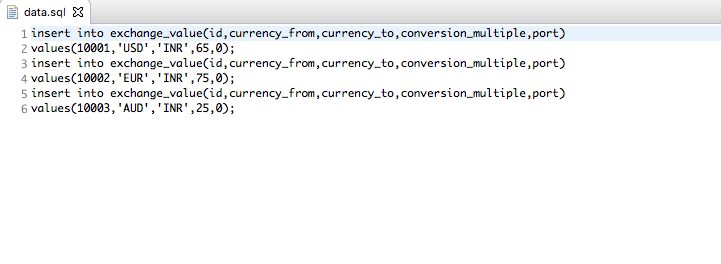 data.sql
1 insert into exchange_value(id,currency_from,currency_to,conversion_multiple,port)
2 values(10001,'USD','INR',65,0);
3 insert into exchange_value(id,currency_from,currency_to,conversion_multiple,port)
4 values(10002,'EUR','INR',75,0);
5 insert into exchange_value(id,currency_from,currency_to,conversion_multiple,port)
6 values(10003,'AUD','INR',25,0);